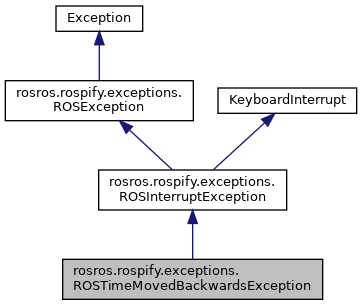 Exception
rosros.rospify.exceptions.
ROSException
KeyboardInterrupt
rosros.rospify.exceptions.
ROSInterruptException
rosros.rospify.exceptions.
ROSTimeMovedBackwardsException